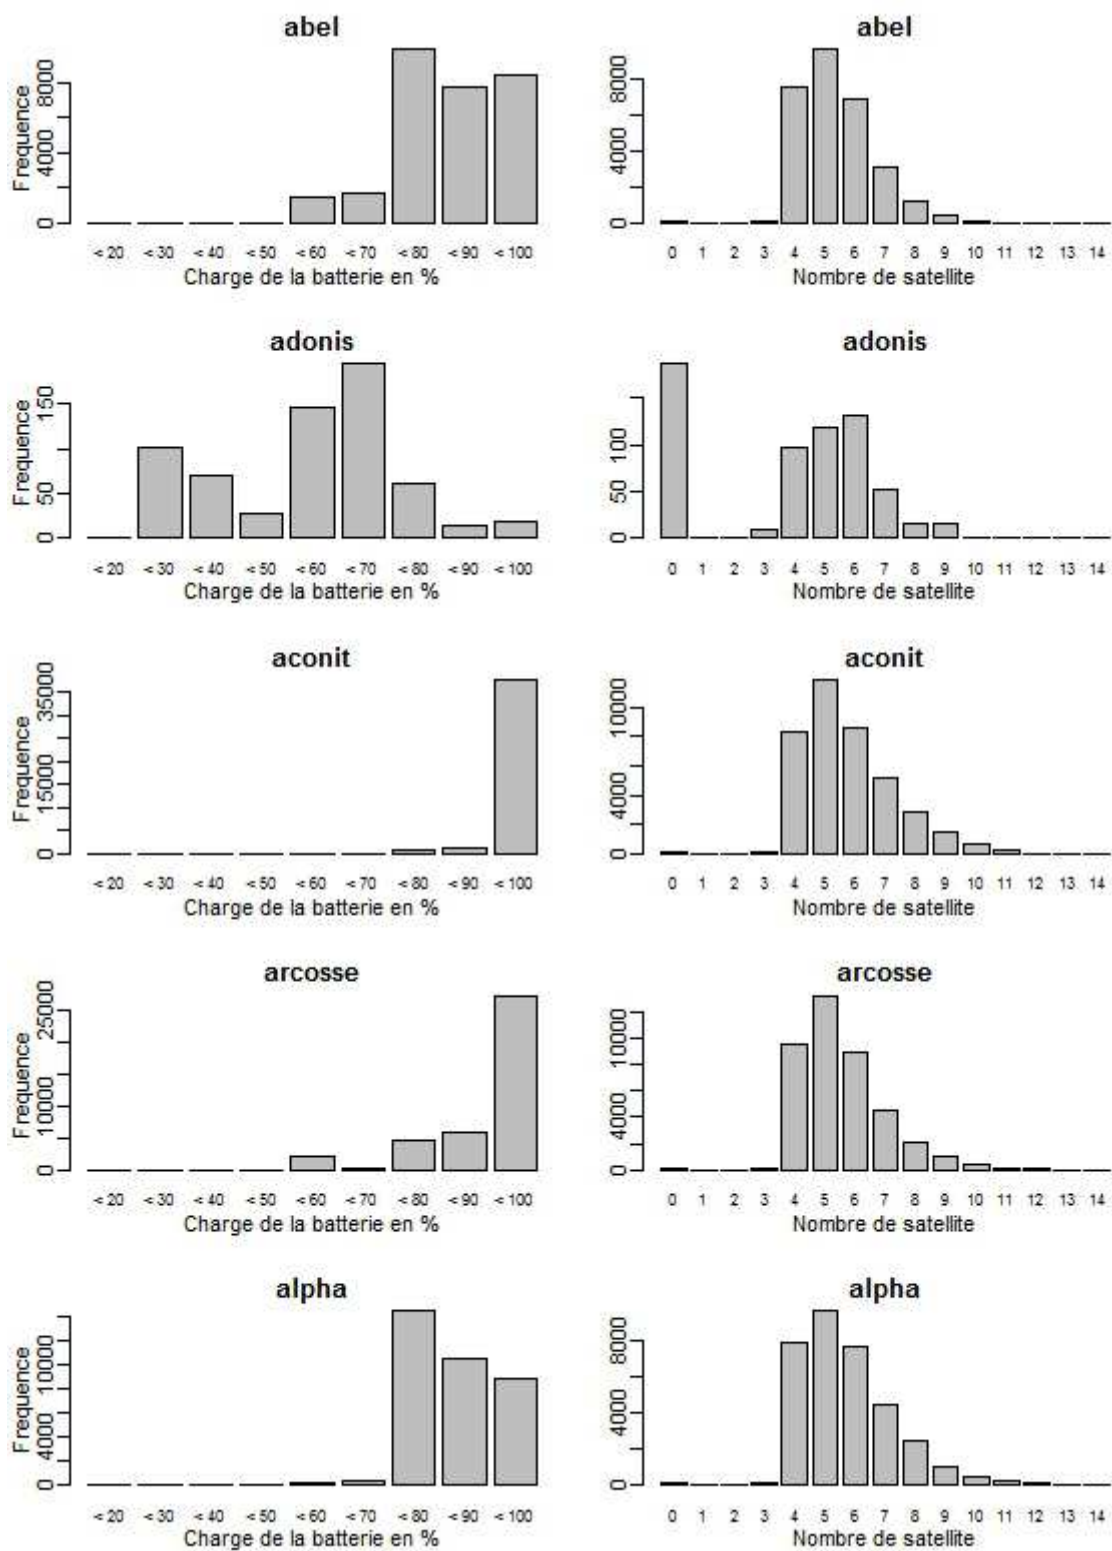 abel
Frequence
0 4000 8000
< 20 < 30 < 40 < 50 < 60 < 70 < 80 < 90 < 100
Charge de la batterie en %
abel
0 4000 8000
0 1 2 3 4 5 6 7 8 9 10 11 12 13 14
Nombre de satellite
adonis
Frequence
0 50 150
< 20 < 30 < 40 < 50 < 60 < 70 < 80 < 90 < 100
Charge de la batterie en %
adonis
0 50 100
0 1 2 3 4 5 6 7 8 9 10 11 12 13 14
Nombre de satellite
aconit
Frequence
0 15000 35000
< 20 < 30 < 40 < 50 < 60 < 70 < 80 < 90 < 100
Charge de la batterie en %
aconit
0 4000 10000
0 1 2 3 4 5 6 7 8 9 10 11 12 13 14
Nombre de satellite
arcosse
Frequence
0 10000 25000
< 20 < 30 < 40 < 50 < 60 < 70 < 80 < 90 < 100
Charge de la batterie en %
arcosse
0 4000 10000
0 1 2 3 4 5 6 7 8 9 10 11 12 13 14
Nombre de satellite
alpha
Frequence
0 4000 10000
< 20 < 30 < 40 < 50 < 60 < 70 < 80 < 90 < 100
Charge de la batterie en %
alpha
0 4000 8000
0 1 2 3 4 5 6 7 8 9 10 11 12 13 14
Nombre de satellite